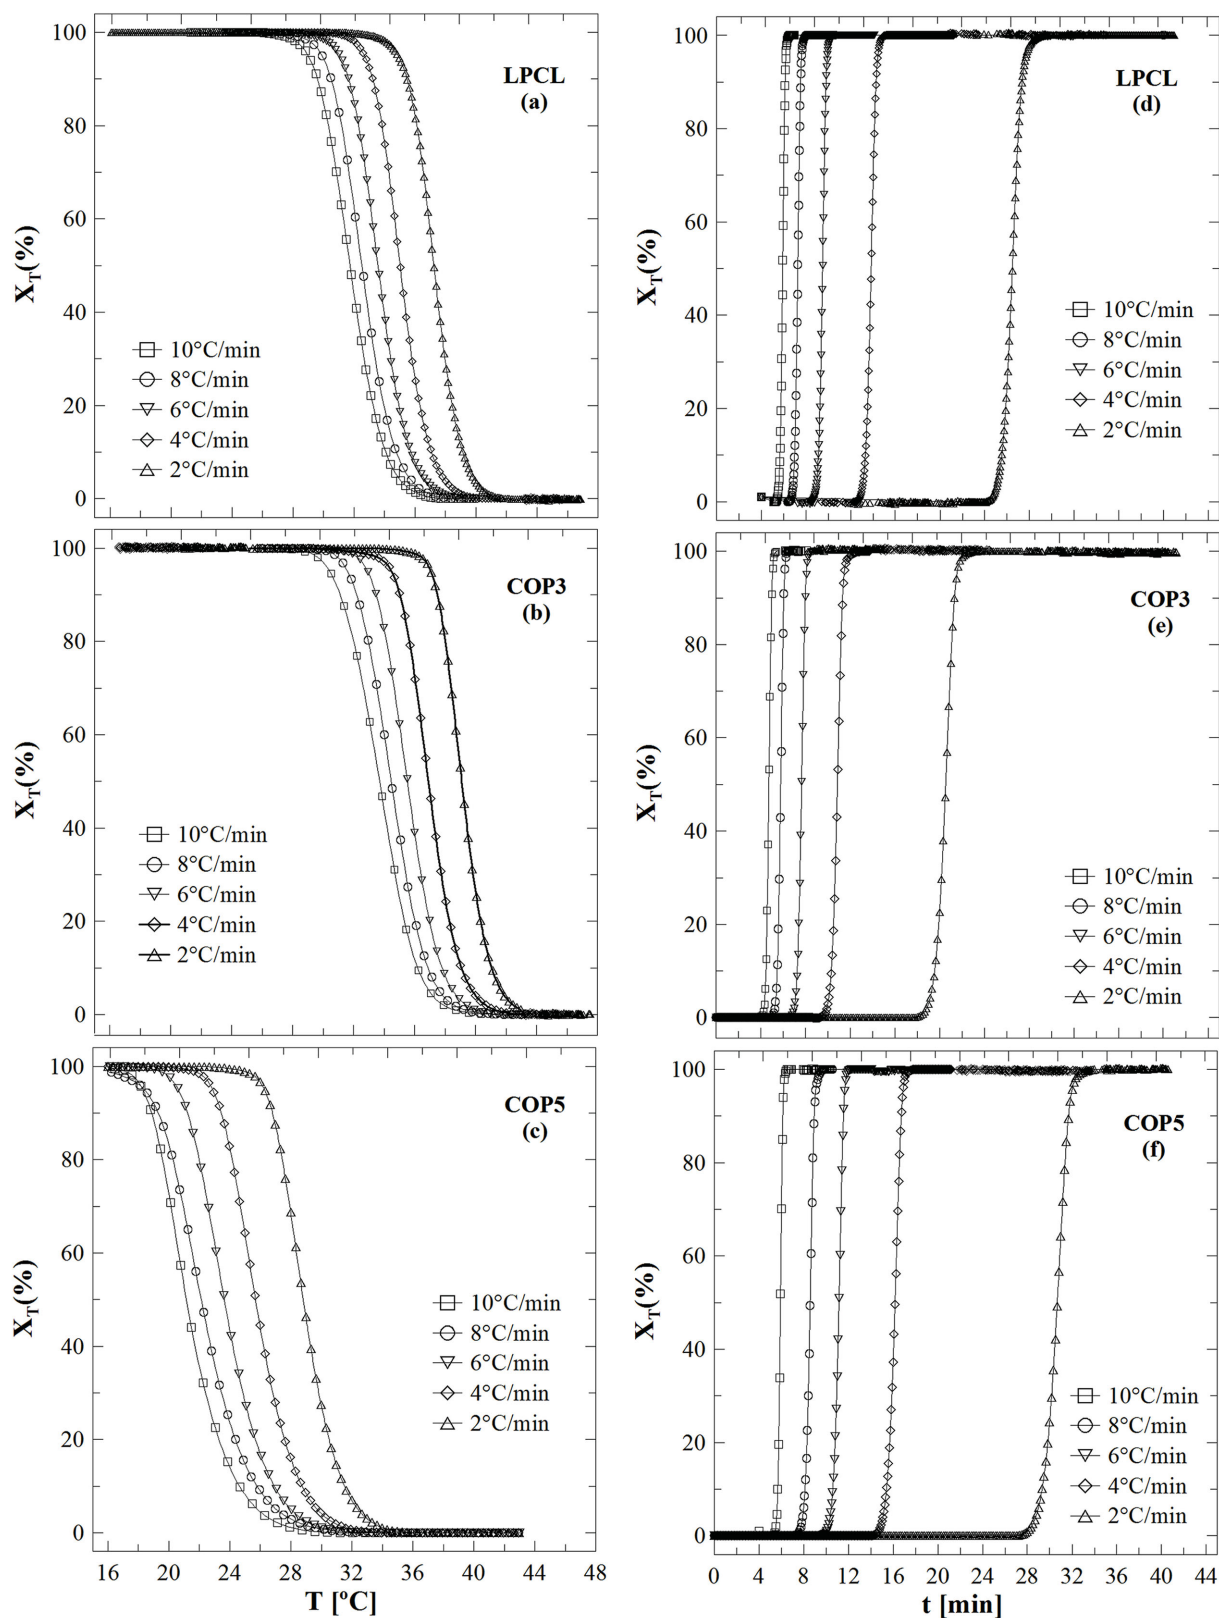 100
80
60
40
20
0
X_T(%)
LPCL
(a)
10°C/min
8°C/min
6°C/min
4°C/min
2°C/min
100
80
60
40
20
0
X_T(%)
LPCL
(d)
10°C/min
8°C/min
6°C/min
4°C/min
2°C/min
100
80
60
40
20
0
X_T(%)
COP3
(b)
10°C/min
8°C/min
6°C/min
4°C/min
2°C/min
100
80
60
40
20
0
X_T(%)
COP3
(e)
10°C/min
8°C/min
6°C/min
4°C/min
2°C/min
100
80
60
40
20
0
X_T(%)
COP5
(c)
10°C/min
8°C/min
6°C/min
4°C/min
2°C/min
16 20 24 28 32 36 40 44 48
T [ºC]
100
80
60
40
20
0
X_T(%)
COP5
(f)
10°C/min
8°C/min
6°C/min
4°C/min
2°C/min
0 4 8 12 16 20 24 28 32 36 40 44
t [min]